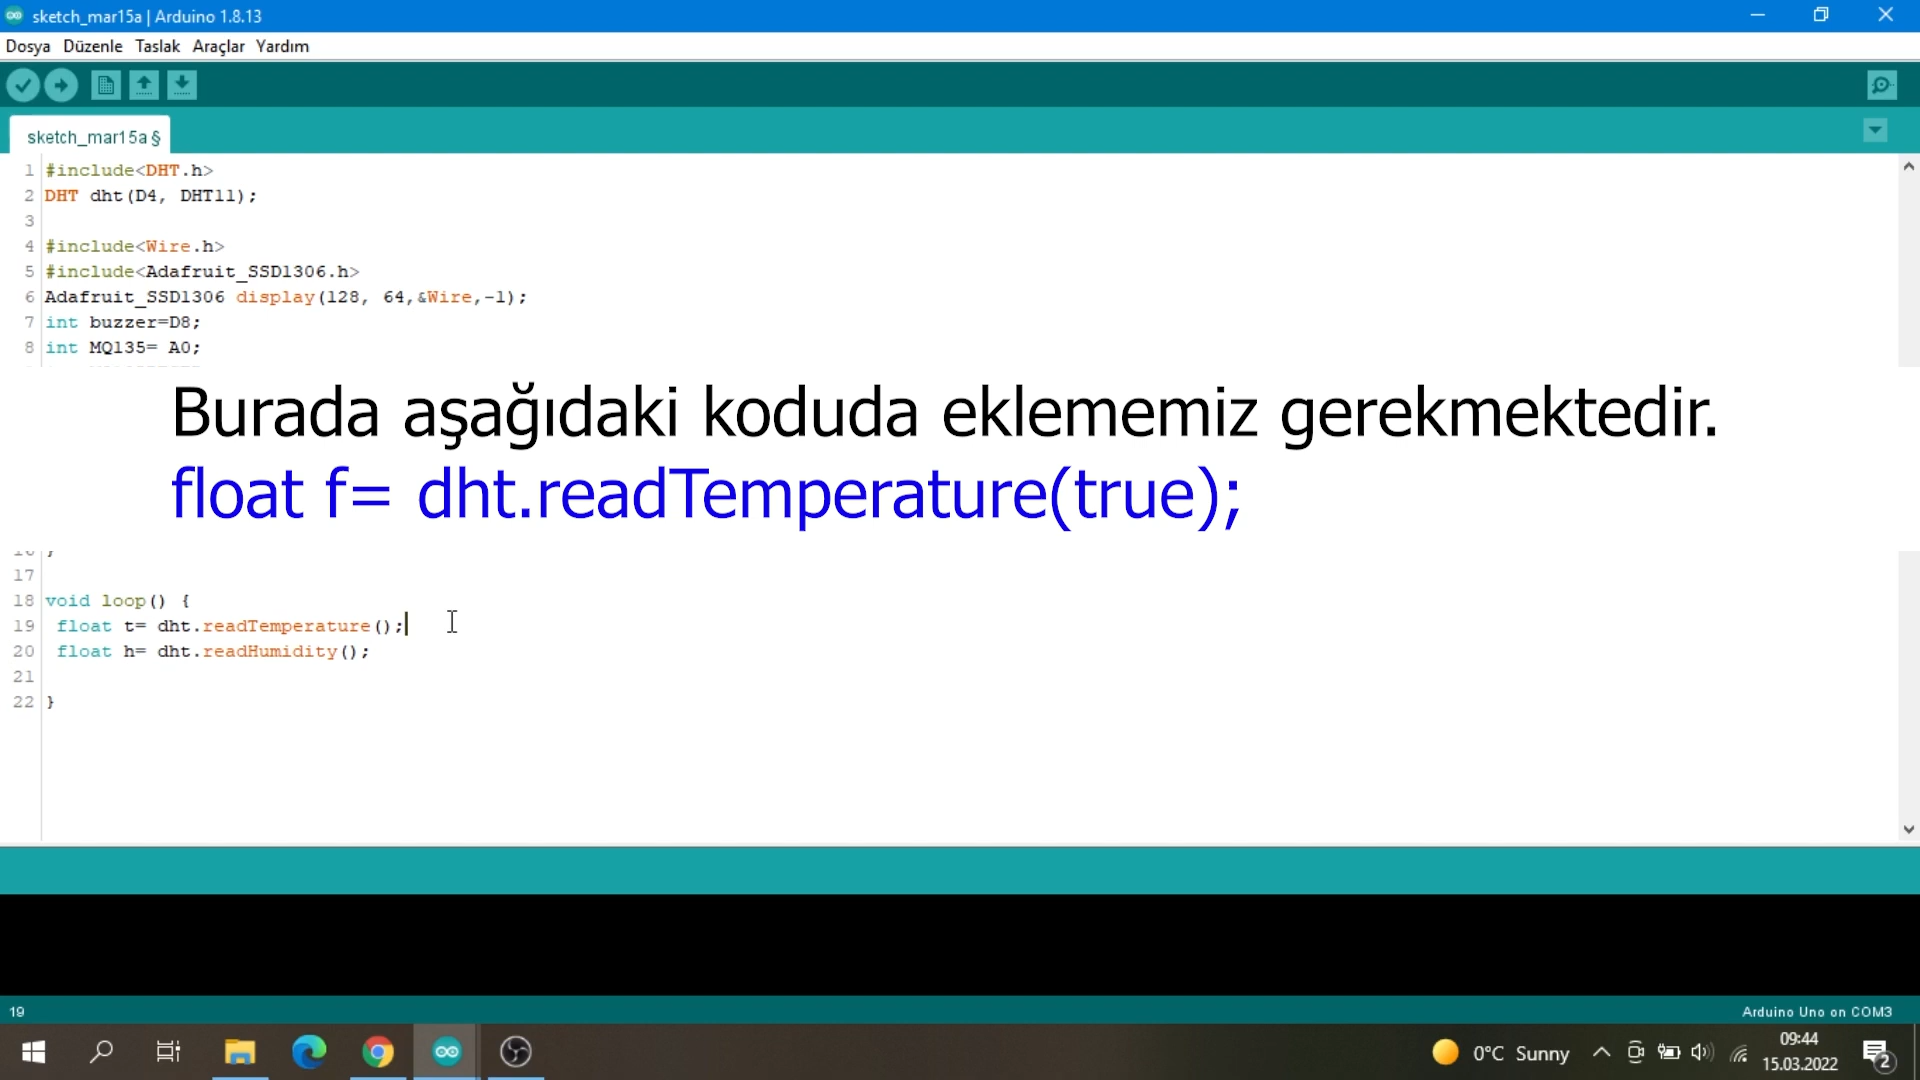 sketch_mar15a | Arduino 1.8.13
Dosya Düzenle Taslak Araçlar Yardım
sketch_mar15a §
1 #include<DHT.h>
2 DHT dht(D4, DHT11);
3
4 #include<Wire.h>
5 #include<Adafruit_SSD1306.h>
6 Adafruit_SSD1306 display(128, 64,&Wire,-1);
7 int buzzer=D8;
8 int MQ135= A0;
Burada aşağıdaki koduda eklememiz gerekmektedir.
float f= dht.readTemperature(true);
17
18 void loop() {
19 float t= dht.readTemperature();
20 float h= dht.readHumidity();
21
22 }
19
Arduino Uno on COM3
0°C Sunny
09:44
15.03.2022
2